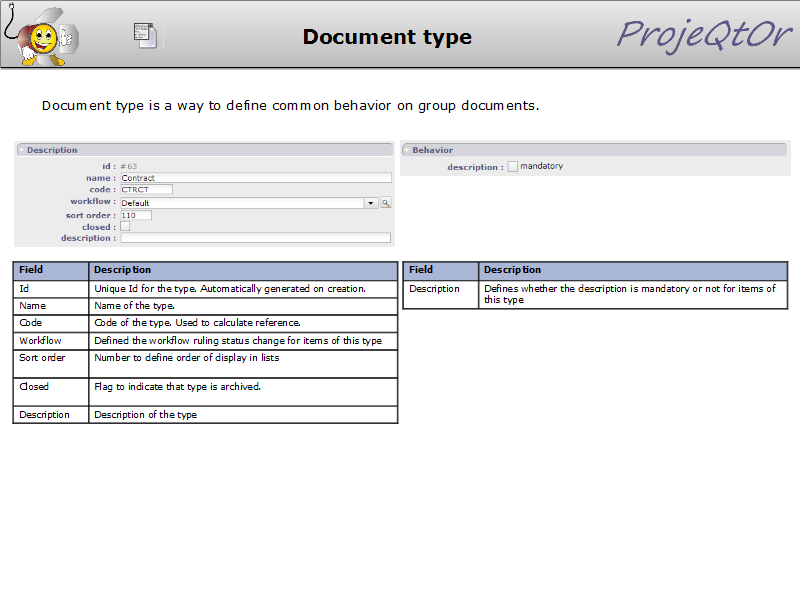 Document type
ProjeQtOr
Document type is a way to define common behavior on group documents.
Description
id : #63
name : Contract
code : CTRCT
workflow : Default
sort order : 110
closed :
description :
Behavior
description : mandatory
Field Description
Id Unique Id for the type. Automatically generated on creation.
Name Name of the type.
Code Code of the type. Used to calculate reference.
Workflow Defined the workflow ruling status change for items of this type
Sort order Number to define order of display in lists
Closed Flag to indicate that type is archived.
Description Description of the type
Field Description
Description Defines whether the description is mandatory or not for items of
this type